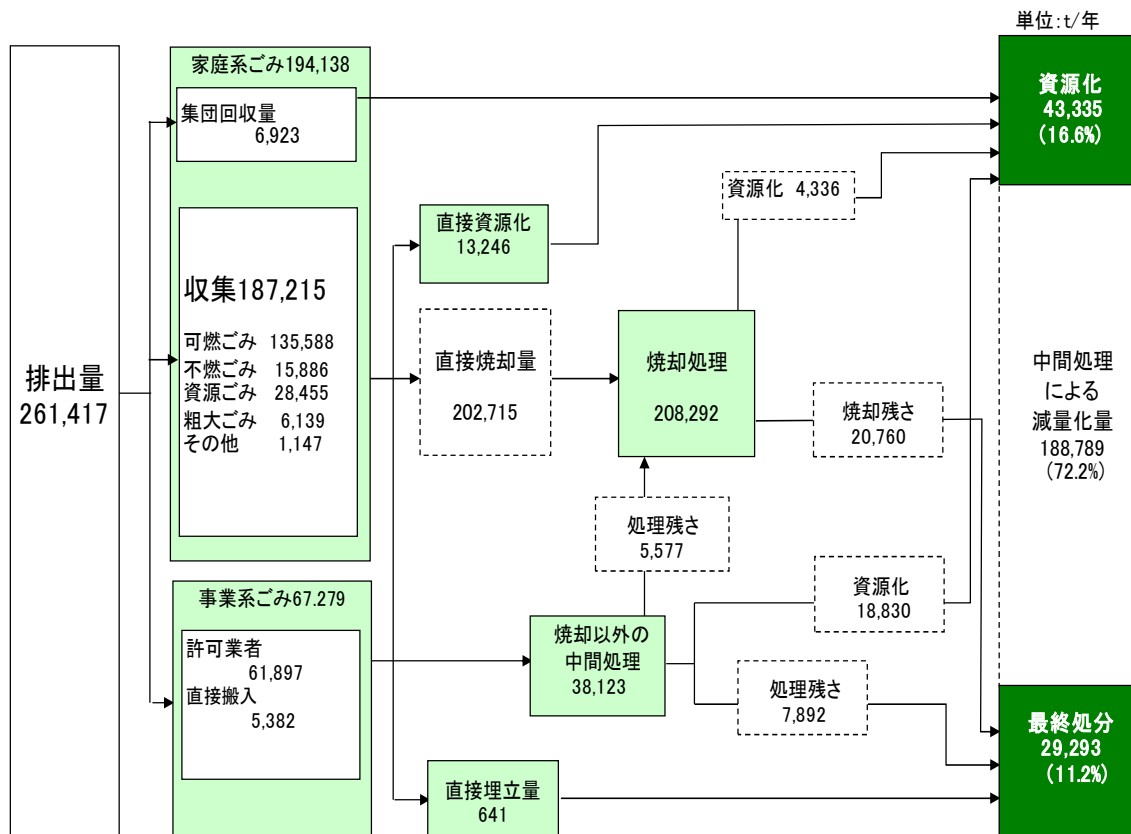 単位：t/年
排出量
261,417
家庭系ごみ194,138
集団回収量
6,923
収集187,215
可燃ごみ 135,588
不燃ごみ 15,886
資源ごみ 28,455
粗大ごみ 6,139
その他 1,147
事業系ごみ67.279
許可業者
61,897
直接搬入
5,382
直接資源化
13,246
直接焼却量
202,715
焼却処理
208,292
資源化 4,336
焼却残さ
20,760
処理残さ
5,577
焼却以外の
中間処理
38,123
資源化
18,830
処理残さ
7,892
直接埋立量
641
資源化
43,335
(16.6%)
中間処理
による
減量化量
188,789
(72.2%)
最終処分
29,293
(11.2%)